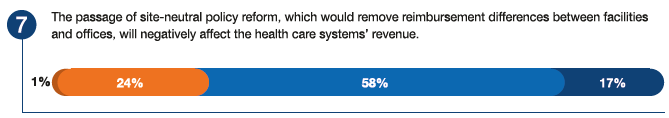 7
The passage of site-neutral policy reform, which would remove reimbursement differences between facilities
and offices, will negatively affect the health care systems' revenue.
1% 24% 58% 17%